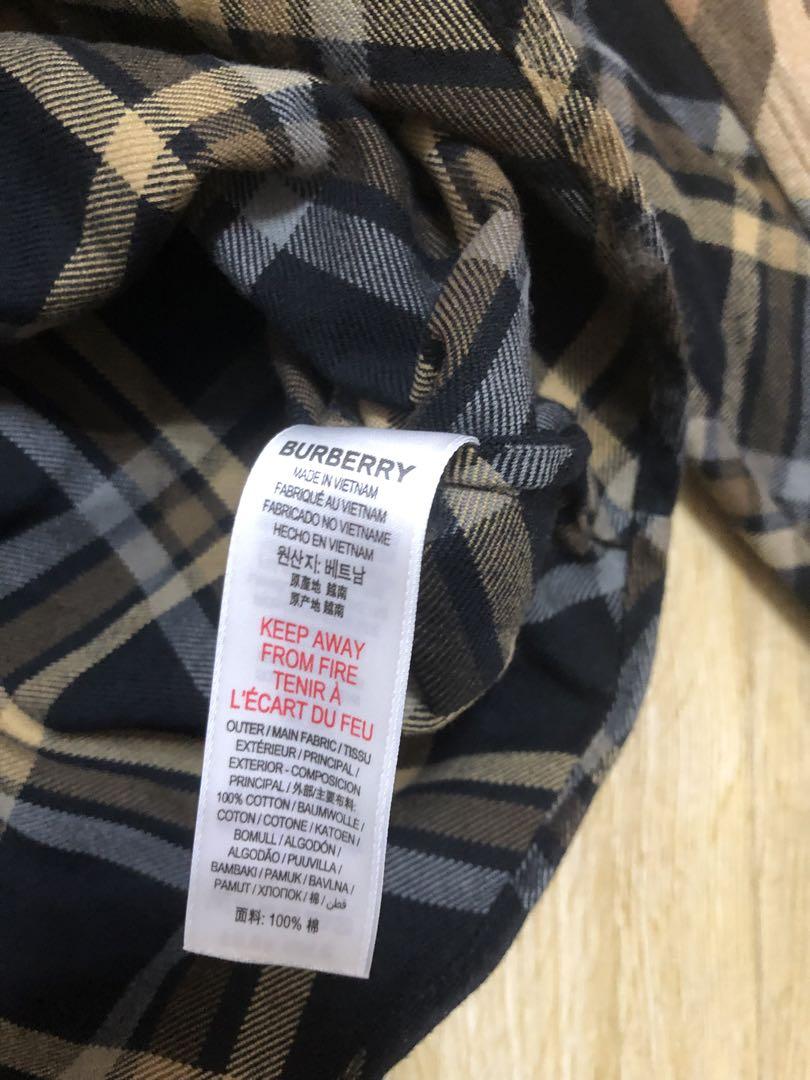 BURBERRY
MADE IN VIETNAM
FABRIQUÉ AU VIETNAM
FABRICADO NO VIETNAME
HECHO EN VIETNAM
원산지: 베트남
原產地 越南
原产地 越南
KEEP AWAY
FROM FIRE
TENIR À
L'ÉCART DU FEU
OUTER / MAIN FABRIC / TISSU
EXTÉRIEUR / PRINCIPAL /
EXTERIOR - COMPOSICION
PRINCIPAL / 外部/主要布料:
100% COTTON / BAUMWOLLE /
COTON / COTONE / KATOEN /
BOMULL / ALGODÓN /
ALGODÃO / PUUVILLA /
BAMBAKI / PAMUK / BAVLNA /
PAMUT / ХЛОПОК / 棉 / قطن
面料: 100% 棉